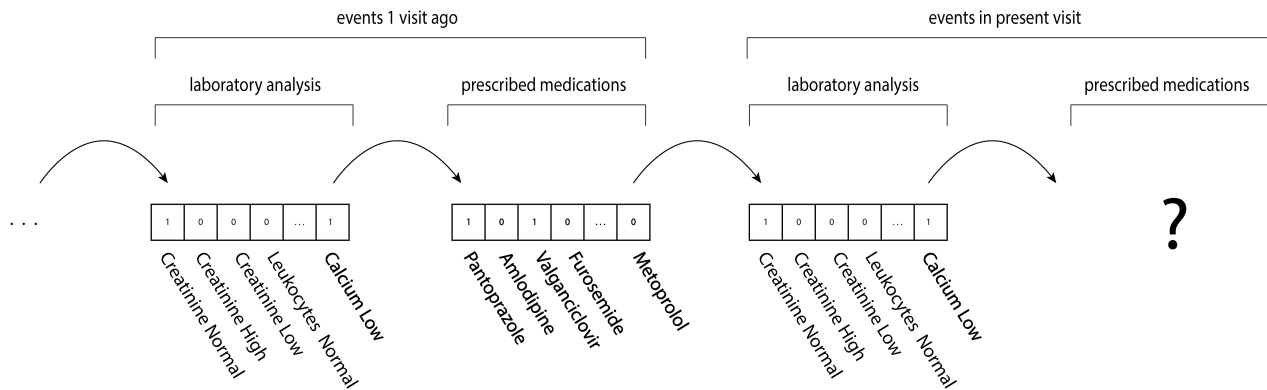 events 1 visit ago
events in present visit
laboratory analysis
prescribed medications
laboratory analysis
prescribed medications
. . .
1 0 0 0 ... 1
1 0 1 0 ... 0
1 0 0 0 ... 1
?
Creatinine Normal
Creatinine High
Creatinine Low
Leukocytes Normal
Calcium Low
Pantoprazole
Amlodipine
Valganciclovir
Furosemide
Metoprolol
Creatinine Normal
Creatinine High
Creatinine Low
Leukocytes Normal
Calcium Low